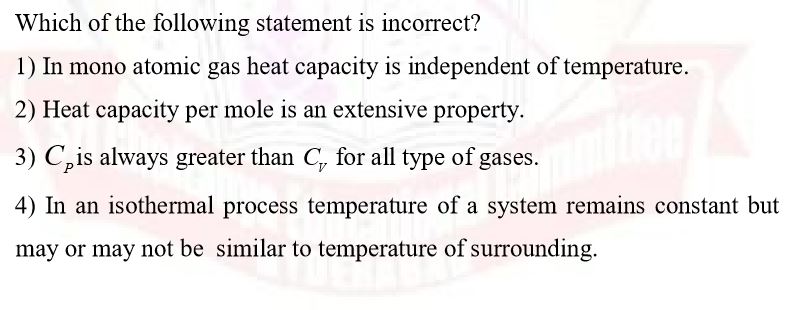 Which of the following statement is incorrect?
1) In mono atomic gas heat capacity is independent of temperature.
2) Heat capacity per mole is an extensive property.
3) C_P is always greater than C_V for all type of gases.
4) In an isothermal process temperature of a system remains constant but
may or may not be similar to temperature of surrounding.